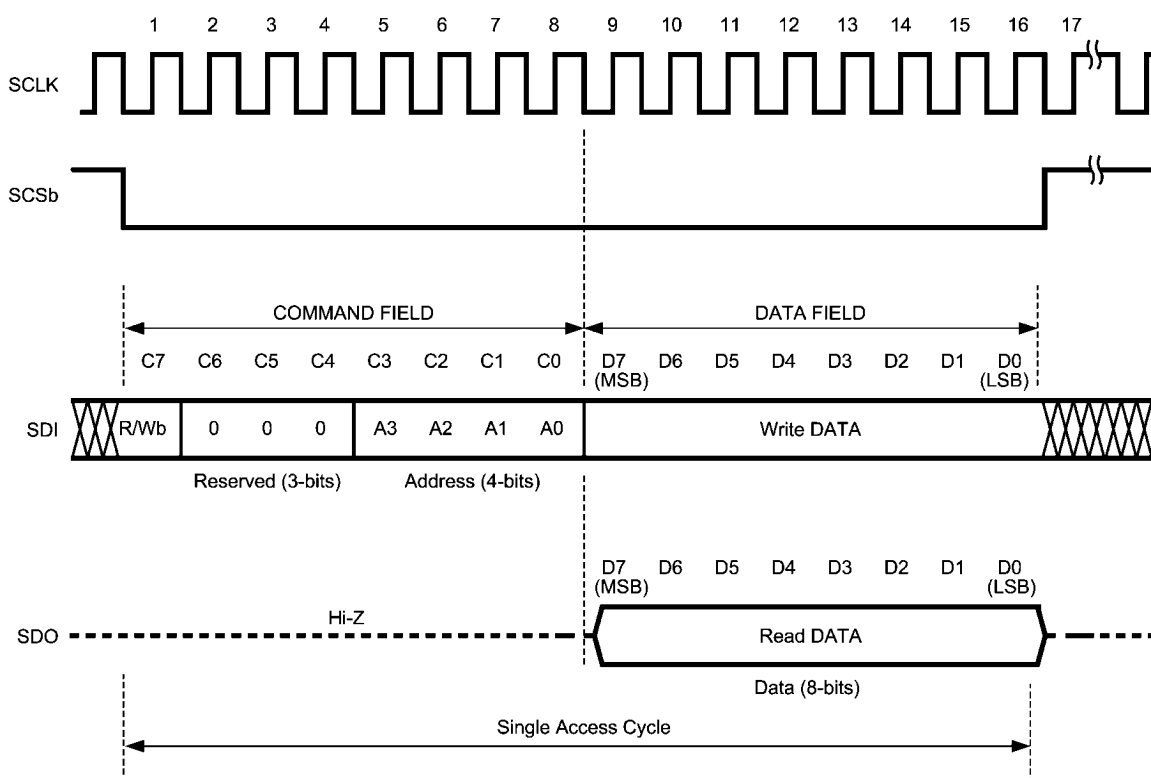 1 2 3 4 5 6 7 8 9 10 11 12 13 14 15 16 17
SCLK
SCSb
COMMAND FIELD DATA FIELD
C7 C6 C5 C4 C3 C2 C1 C0 D7 D6 D5 D4 D3 D2 D1 D0
(MSB) (LSB)
SDI R/Wb 0 0 0 A3 A2 A1 A0 Write DATA
Reserved (3-bits) Address (4-bits)
D7 D6 D5 D4 D3 D2 D1 D0
(MSB) (LSB)
Hi-Z
SDO Read DATA
Data (8-bits)
Single Access Cycle